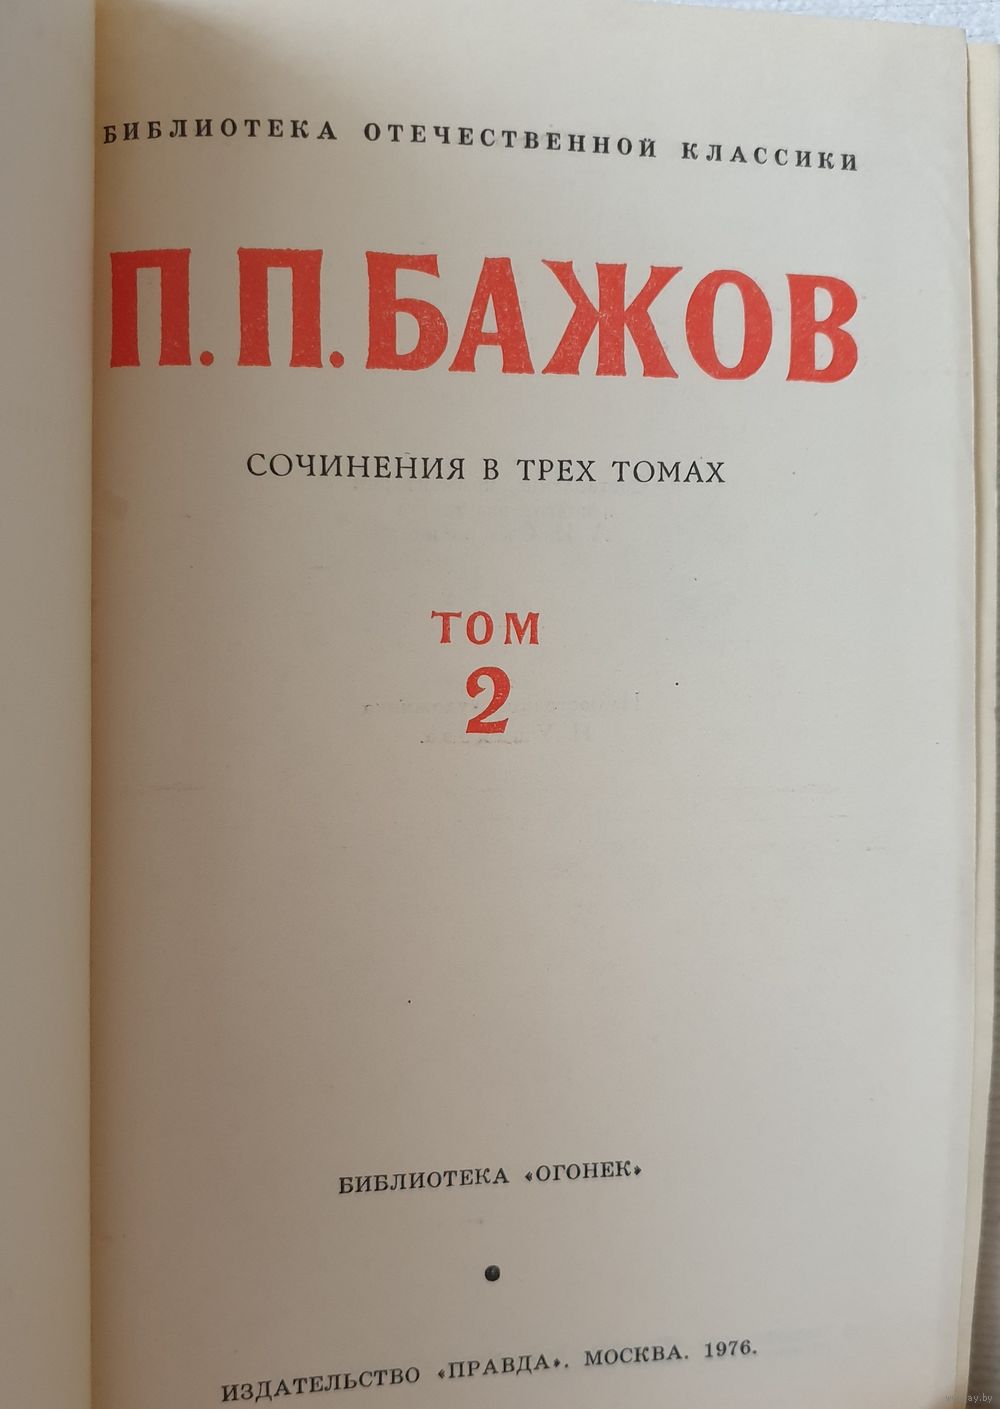 БИБЛИОТЕКА ОТЕЧЕСТВЕННОЙ КЛАССИКИ
П. П. БАЖОВ
СОЧИНЕНИЯ В ТРЕХ ТОМАХ
ТОМ
2
БИБЛИОТЕКА «ОГОНЕК»
ИЗДАТЕЛЬСТВО «ПРАВДА». МОСКВА. 1976.